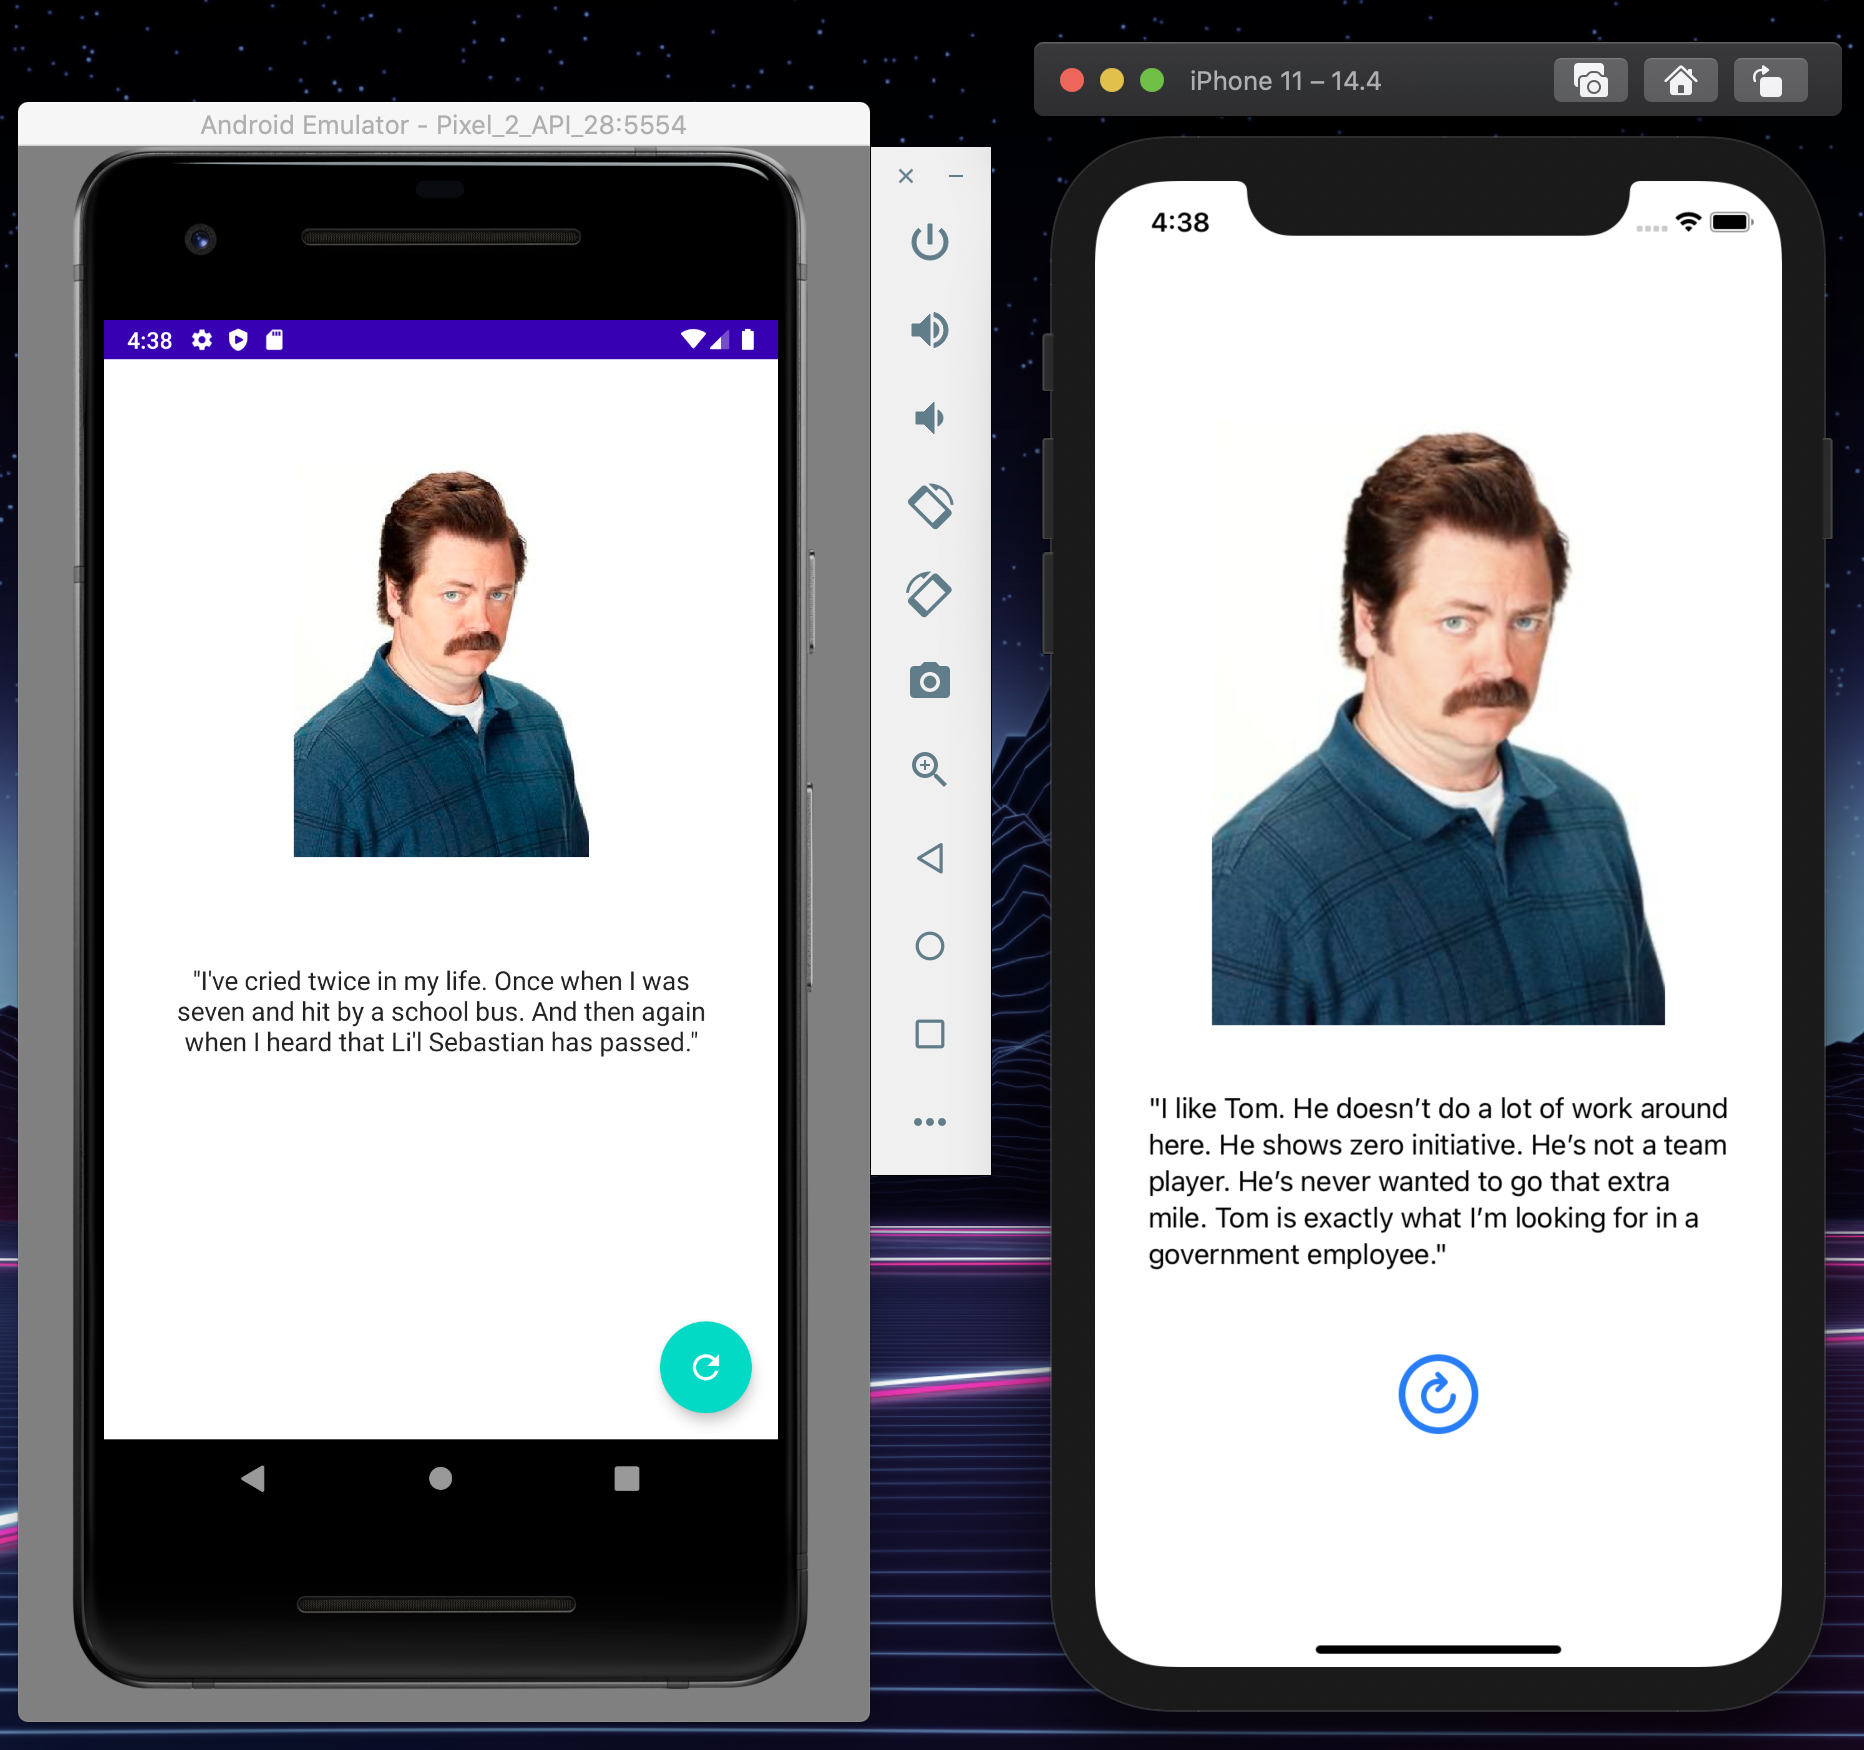 Android Emulator - Pixel_2_API_28:5554
4:38
"I've cried twice in my life. Once when I was
seven and hit by a school bus. And then again
when I heard that Li'l Sebastian has passed."
iPhone 11 – 14.4
4:38
"I like Tom. He doesn’t do a lot of work around
here. He shows zero initiative. He’s not a team
player. He’s never wanted to go that extra
mile. Tom is exactly what I’m looking for in a
government employee."